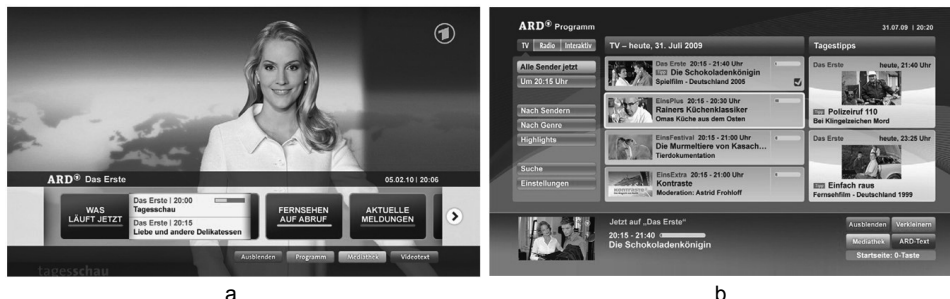 ARD® Das Erste
05.02.10 | 20:06
WAS
LÄUFT JETZT
Das Erste | 20:00
Tagesschau
Das Erste | 20:15
Liebe und andere Delikatessen
FERNSEHEN
AUF ABRUF
AKTUELLE
MELDUNGEN
Ausblenden Programm Mediathek Videotext
tagesschau
a
ARD® Programm
31.07.09 | 20:20
TV Radio Interaktiv
Alle Sender jetzt
Um 20:15 Uhr
Nach Sendern
Nach Genre
Highlights
Suche
Einstellungen
TV – heute, 31. Juli 2009
Das Erste 20:15 - 21:40 Uhr
Die Schokoladenkönigin
Spielfilm - Deutschland 2005
EinsPlus 20:15 - 20:30 Uhr
Rainers Küchenklassiker
Omas Küche aus dem Osten
EinsFestival 20:15 - 21:00 Uhr
Die Murmeltiere von Kasach...
Tierdokumentation
EinsExtra 20:15 - 21:00 Uhr
Kontraste
Moderation: Astrid Frohloff
Tagestipps
Das Erste heute, 21:40 Uhr
Polizeiruf 110
Bei Klingelzeichen Mord
Das Erste heute, 23:25 Uhr
Einfach raus
Fernsehfilm - Deutschland 1999
Jetzt auf „Das Erste“
20:15 - 21:40
Die Schokoladenkönigin
Ausblenden Verkleinern
Mediathek ARD-Text
Startseite: 0-Taste
b